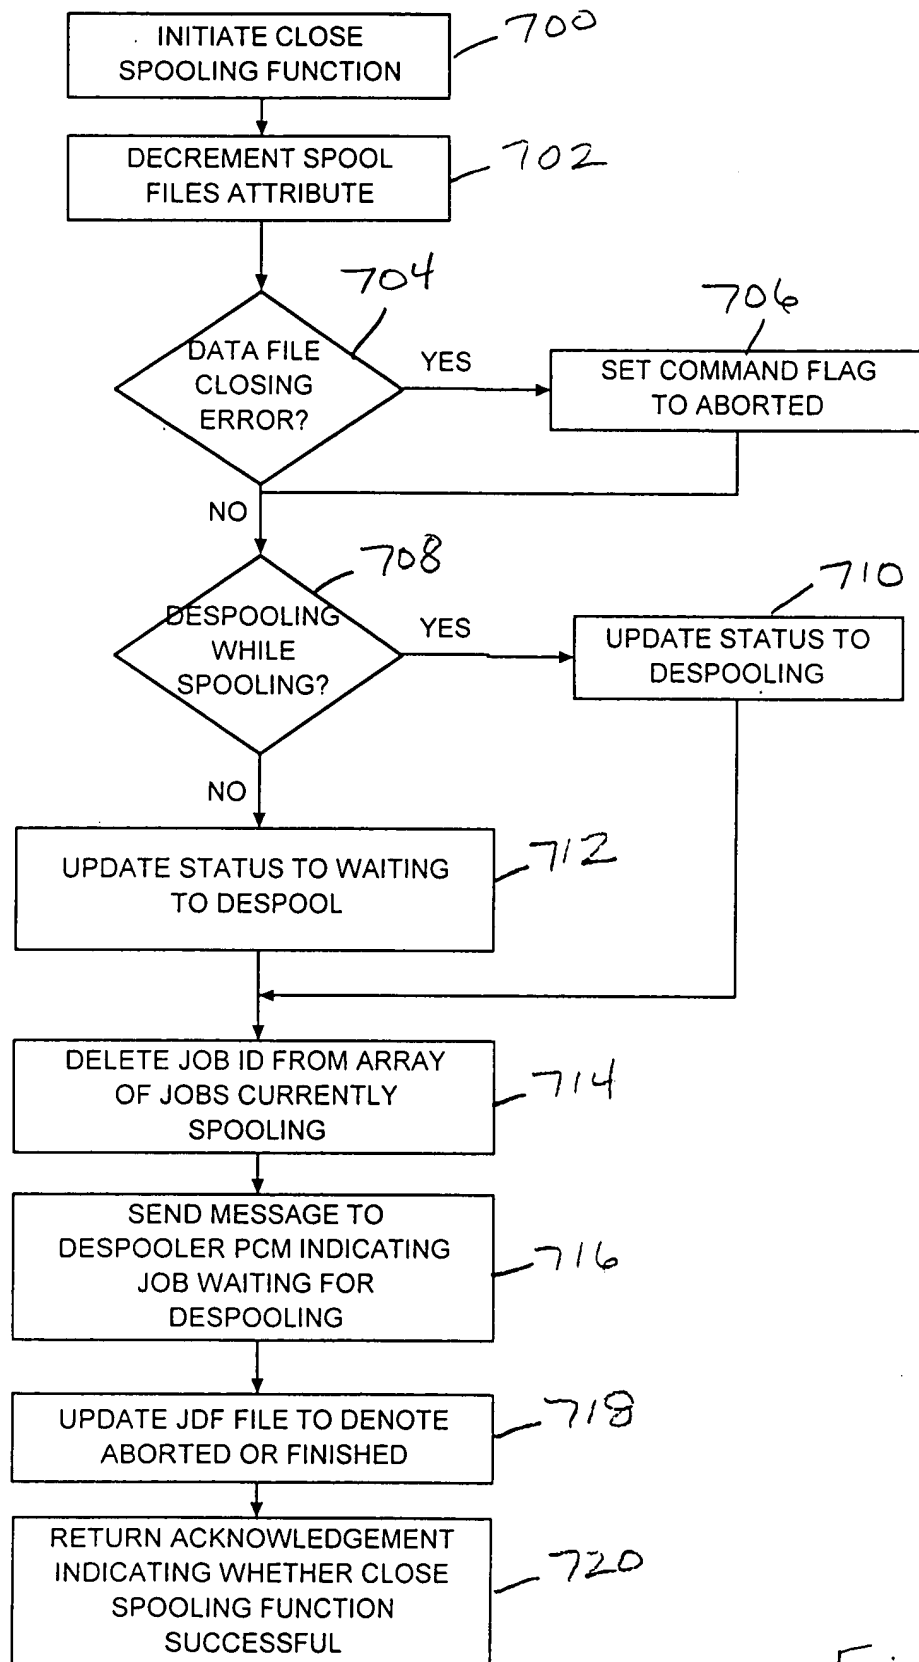 INITIATE CLOSE
SPOOLING FUNCTION
700
DECREMENT SPOOL
FILES ATTRIBUTE
702
704
DATA FILE
CLOSING
ERROR?
YES
706
SET COMMAND FLAG
TO ABORTED
NO
708
DESPOOLING
WHILE
SPOOLING?
YES
710
UPDATE STATUS TO
DESPOOLING
NO
UPDATE STATUS TO WAITING
TO DESPOOL
712
DELETE JOB ID FROM ARRAY
OF JOBS CURRENTLY
SPOOLING
714
SEND MESSAGE TO
DESPOOLER PCM INDICATING
JOB WAITING FOR
DESPOOLING
716
UPDATE JDF FILE TO DENOTE
ABORTED OR FINISHED
718
RETURN ACKNOWLEDGEMENT
INDICATING WHETHER CLOSE
SPOOLING FUNCTION
SUCCESSFUL
720